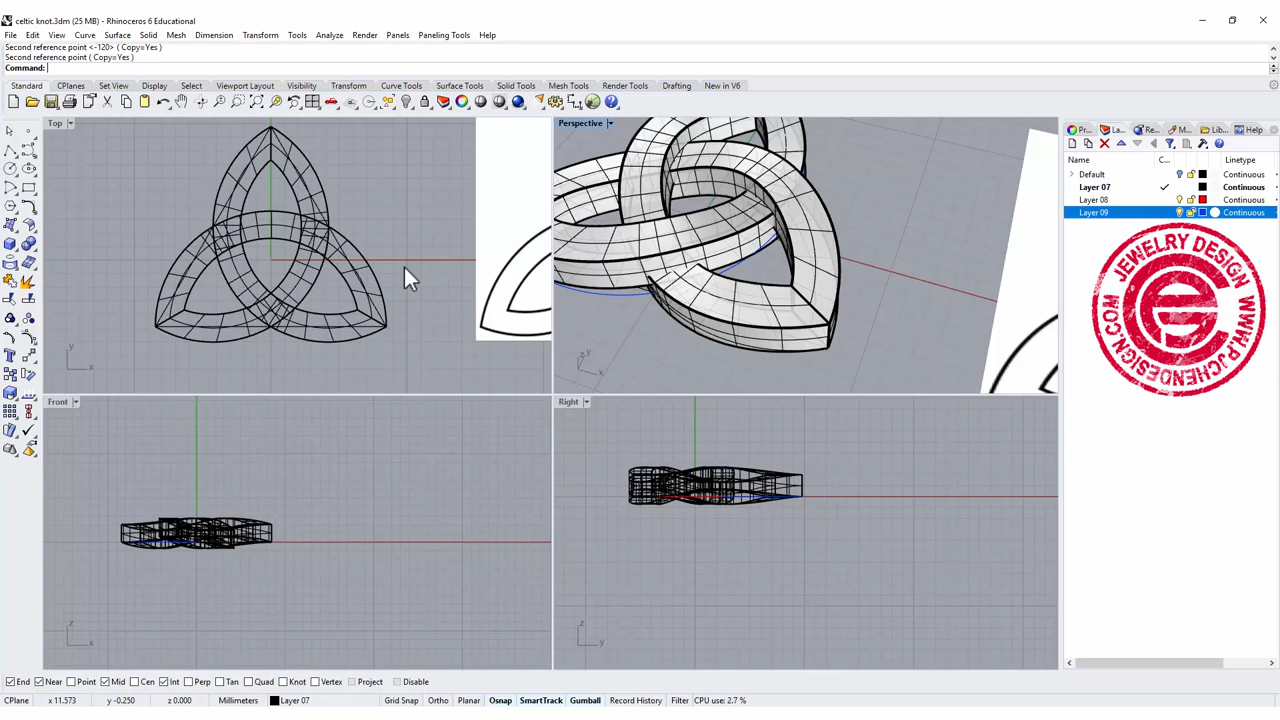 celtic knot.3dm (25 MB) - Rhinoceros 6 Educational
File Edit View Curve Surface Solid Mesh Dimension Transform Tools Analyze Render Panels Paneling Tools Help
Second reference point <-120> ( Copy=Yes )
Second reference point ( Copy=Yes )
Command:
Standard CPlanes Set View Display Select Viewport Layout Visibility Transform Curve Tools Surface Tools Solid Tools Mesh Tools Render Tools Drafting New in V6
Top
Perspective
Pr... La... Re... M... Lib... Help
Name C... Linetype
Default Continuous
Layer 07 Continuous
Layer 08 Continuous
Layer 09 Continuous
JEWELRY DESIGN
WWW.PJCHENDESIGN.COM
y
x
z y
x
Front
Right
z
x
z
y
End Near Point Mid Cen Int Perp Tan Quad Knot Vertex Project Disable
CPlane x 11.573 y -0.250 z 0.000 Millimeters Layer 07 Grid Snap Ortho Planar Osnap SmartTrack Gumball Record History Filter CPU use: 2.7 %